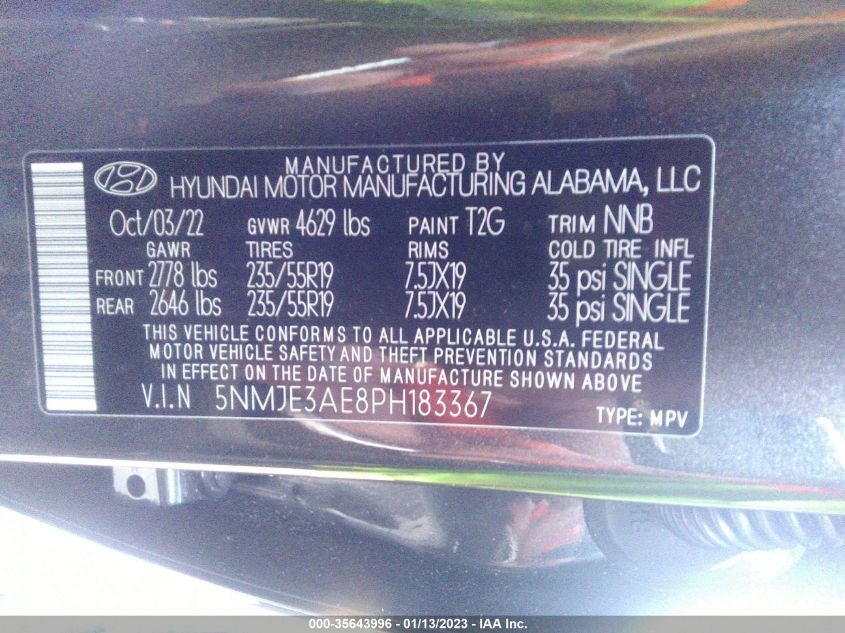 MANUFACTURED BY
HYUNDAI MOTOR MANUFACTURING ALABAMA, LLC
Oct/03/22 GVWR 4629 lbs PAINT T2G TRIM NNB
GAWR TIRES RIMS COLD TIRE INFL
FRONT 2778 lbs 235/55R19 7.5JX19 35 psi SINGLE
REAR 2646 lbs 235/55R19 7.5JX19 35 psi SINGLE
THIS VEHICLE CONFORMS TO ALL APPLICABLE U.S.A. FEDERAL
MOTOR VEHICLE SAFETY AND THEFT PREVENTION STANDARDS
IN EFFECT ON THE DATE OF MANUFACTURE SHOWN ABOVE.
V.I.N 5NMJE3AE8PH183367 TYPE: MPV
000-35643996 - 01/13/2023 - IAA Inc.